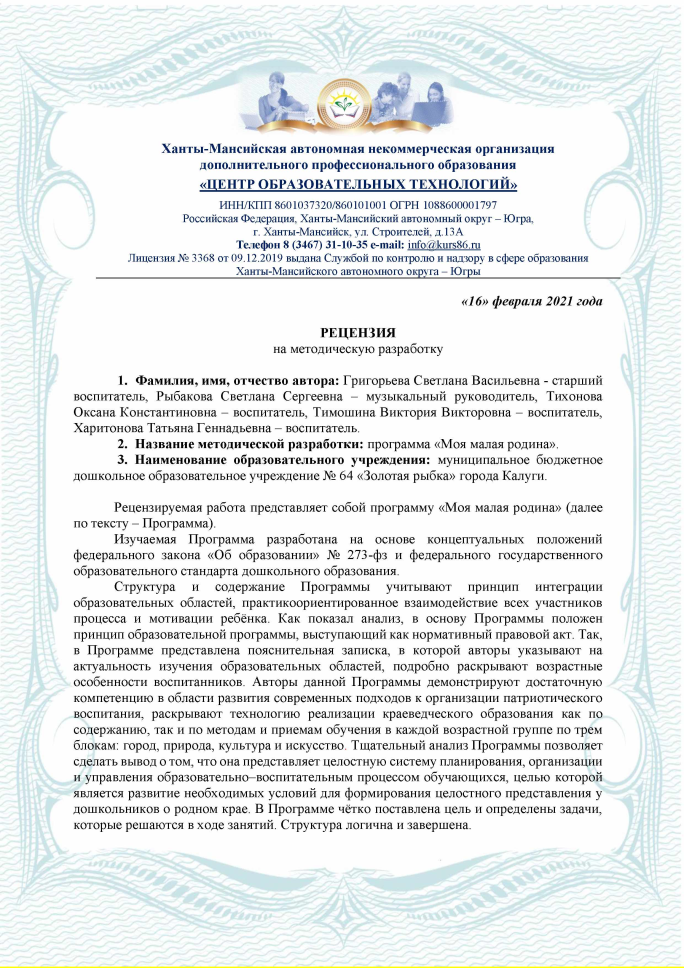 Ханты-Мансийская автономная некоммерческая организация
дополнительного профессионального образования
«ЦЕНТР ОБРАЗОВАТЕЛЬНЫХ ТЕХНОЛОГИЙ»
ИНН/КПП 8601037320/860101001 ОГРН 1088600001797
Российская Федерация, Ханты-Мансийский автономный округ – Югра,
г. Ханты-Мансийск, ул. Строителей, д.13А
Телефон 8 (3467) 31-10-35 e-mail: info@kurs86.ru
Лицензия № 3368 от 09.12.2019 выдана Службой по контролю и надзору в сфере образования
Ханты-Мансийского автономного округа – Югры
«16» февраля 2021 года
РЕЦЕНЗИЯ
на методическую разработку
1. Фамилия, имя, отчество автора: Григорьева Светлана Васильевна - старший
воспитатель, Рыбакова Светлана Сергеевна – музыкальный руководитель, Тихонова
Оксана Константиновна – воспитатель, Тимошина Виктория Викторовна – воспитатель,
Харитонова Татьяна Геннадьевна – воспитатель.
2. Название методической разработки: программа «Моя малая родина».
3. Наименование образовательного учреждения: муниципальное бюджетное
дошкольное образовательное учреждение № 64 «Золотая рыбка» города Калуги.
Рецензируемая работа представляет собой программу «Моя малая родина» (далее
по тексту – Программа).
Изучаемая Программа разработана на основе концептуальных положений
федерального закона «Об образовании» № 273-фз и федерального государственного
образовательного стандарта дошкольного образования.
Структура и содержание Программы учитывают принцип интеграции
образовательных областей, практикоориентированное взаимодействие всех участников
процесса и мотивации ребёнка. Как показал анализ, в основу Программы положен
принцип образовательной программы, выступающий как нормативный правовой акт. Так,
в Программе представлена пояснительная записка, в которой авторы указывают на
актуальность изучения образовательных областей, подробно раскрывают возрастные
особенности воспитанников. Авторы данной Программы демонстрируют достаточную
компетенцию в области развития современных подходов к организации патриотического
воспитания, раскрывают технологию реализации краеведческого образования как по
содержанию, так и по методам и приемам обучения в каждой возрастной группе по трем
блокам: город, природа, культура и искусство. Тщательный анализ Программы позволяет
сделать вывод о том, что она представляет целостную систему планирования, организации
и управления образовательно–воспитательным процессом обучающихся, целью которой
является развитие необходимых условий для формирования целостного представления у
дошкольников о родном крае. В Программе чётко поставлена цель и определены задачи,
которые решаются в ходе занятий. Структура логична и завершена.